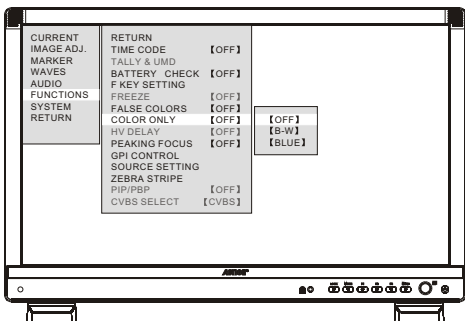 CURRENT
IMAGE ADJ.
MARKER
WAVES
AUDIO
FUNCTIONS
SYSTEM
RETURN
RETURN
TIME CODE 【OFF】
TALLY & UMD
BATTERY CHECK 【OFF】
F KEY SETTING
FREEZE 【OFF】
FALSE COLORS 【OFF】
COLOR ONLY 【OFF】
HV DELAY 【OFF】
PEAKING FOCUS 【OFF】
GPI CONTROL
SOURCE SETTING
ZEBRA STRIPE
PIP/PBP 【OFF】
CVBS SELECT 【CVBS】
【OFF】
【B-W】
【BLUE】